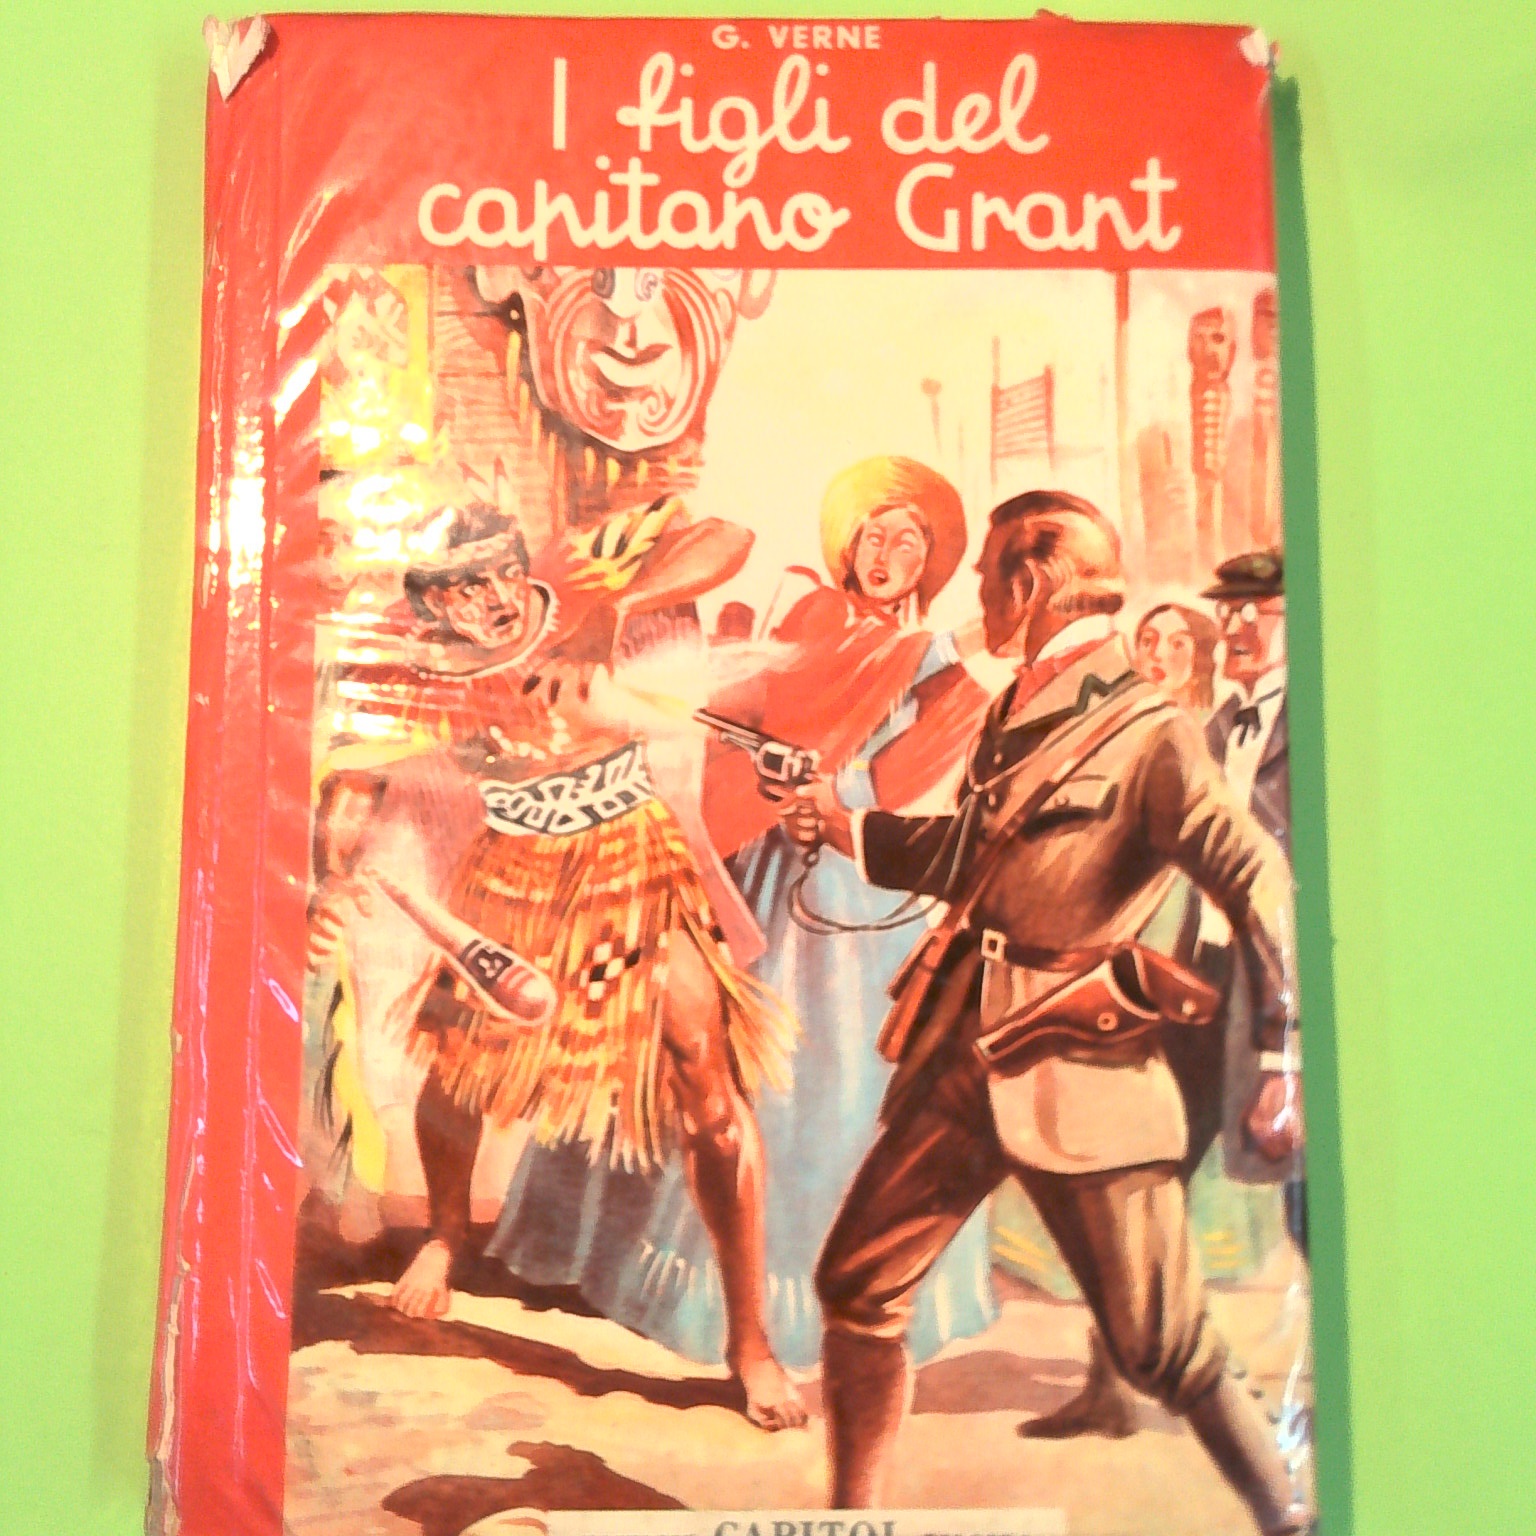 G. VERNE
I figli del
capitano Grant
CAPITOL